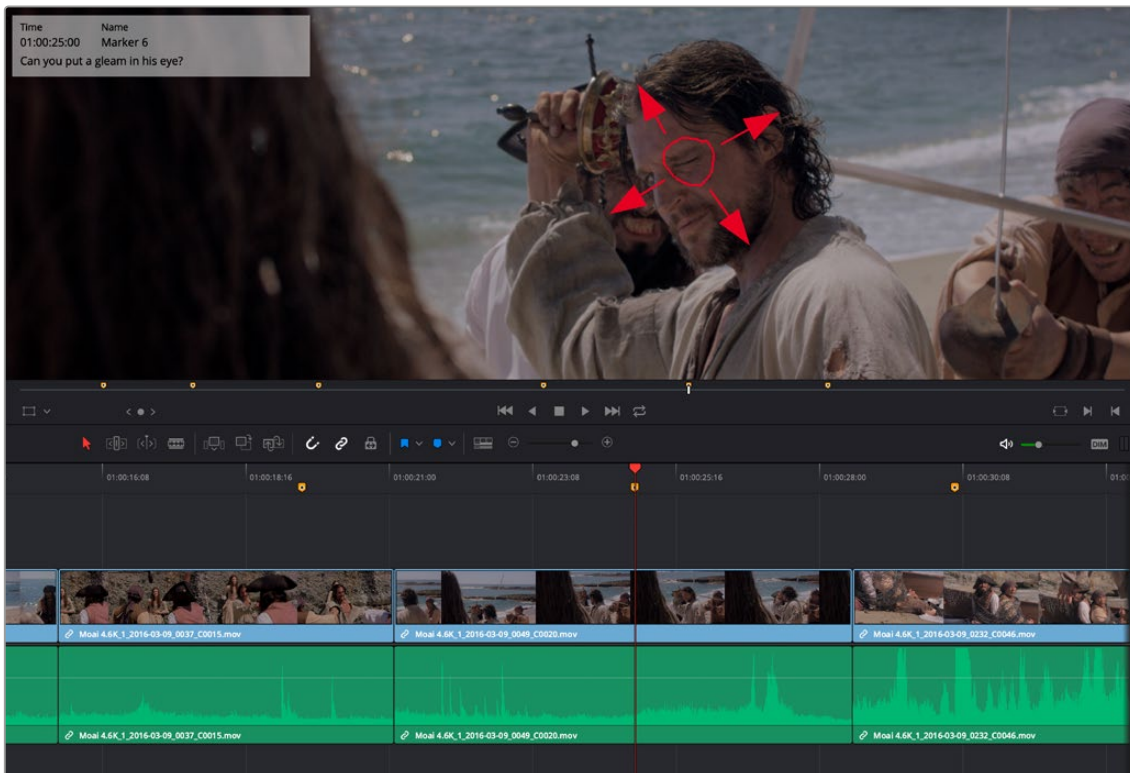 Time Name
01:00:25:00 Marker 6
Can you put a gleam in his eye?
DIM
01:00:16:08 01:00:18:16 01:00:21:00 01:00:23:08 01:00:25:16 01:00:28:00 01:00:30:08 01:00
Moai 4.6K_1_2016-03-09_0037_C0015.mov Moai 4.6K_1_2016-03-09_0049_C0020.mov Moai 4.6K_1_2016-03-09_0232_C0046.mov
Moai 4.6K_1_2016-03-09_0037_C0015.mov Moai 4.6K_1_2016-03-09_0049_C0020.mov Moai 4.6K_1_2016-03-09_0232_C0046.mov